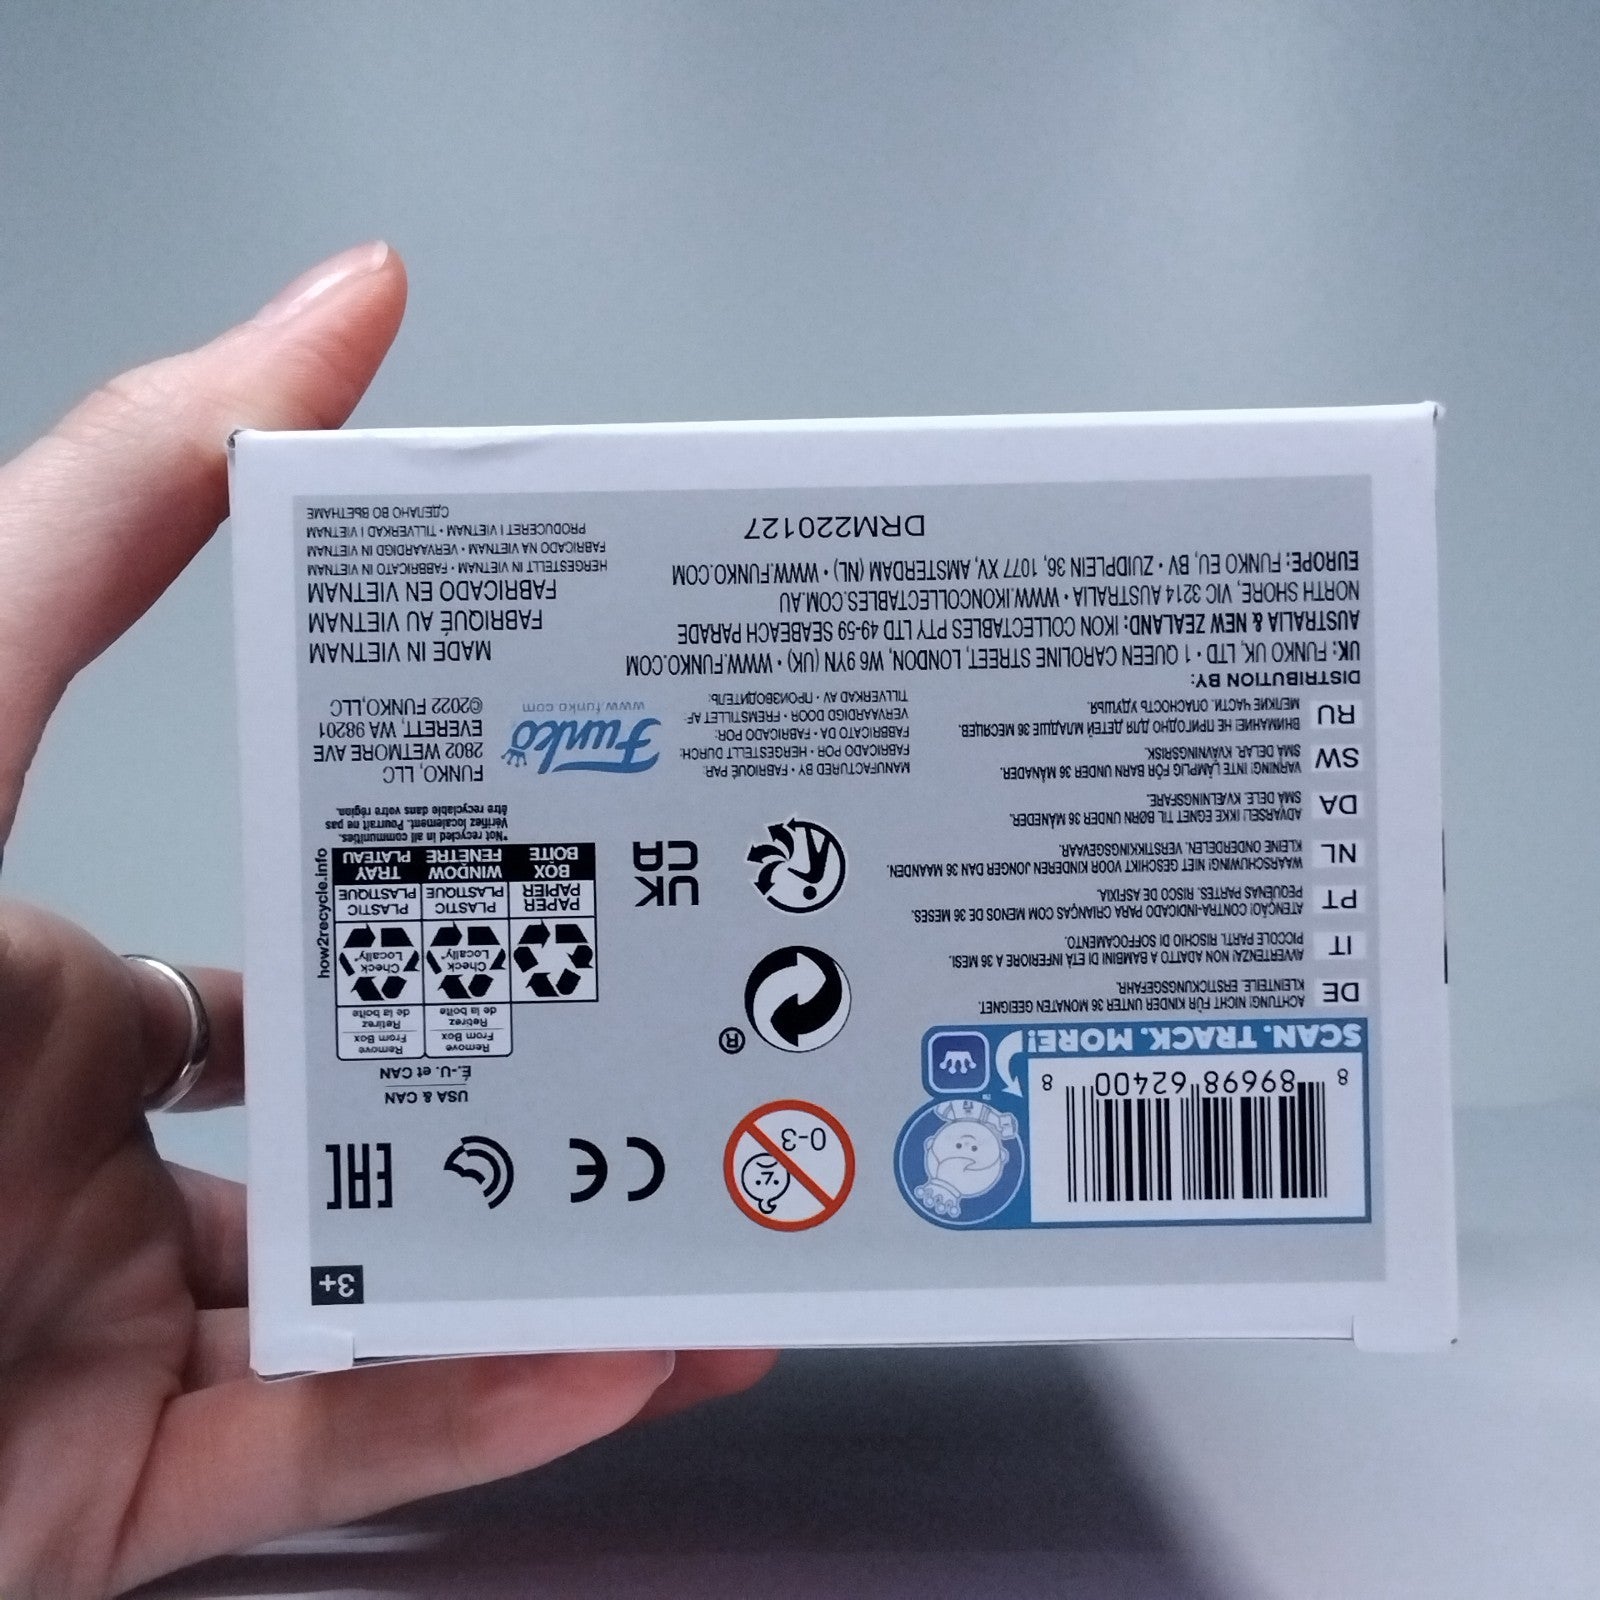 3+
8 89698 62400 8
SCAN. TRACK. MORE!
™
0-3
CE
EAC
USA & CAN
É.-U. et CAN
Remove
From Box
Retirez
de la boîte
Remove
From Box
Retirez
de la boîte
Check
Locally*
Check
Locally*
PAPER
PAPIER
BOX
BOÎTE
PLASTIC
PLASTIQUE
WINDOW
FENÊTRE
PLASTIC
PLASTIQUE
TRAY
PLATEAU
how2recycle.info
*Not recycled in all communities.
Vérifiez localement. Pourrait ne pas
être recyclable dans votre région.
®
UK
CA
DE
ACHTUNG! NICHT FÜR KINDER UNTER 36 MONATEN GEEIGNET.
KLEINTEILE. ERSTICKUNGSGEFAHR.
IT
AVVERTENZA! NON ADATTO A BAMBINI DI ETÀ INFERIORE A 36 MESI.
PICCOLE PARTI. RISCHIO DI SOFFOCAMENTO.
PT
ATENÇÃO! CONTRA-INDICADO PARA CRIANÇAS COM MENOS DE 36 MESES.
PEQUENAS PARTES. RISCO DE ASFIXIA.
NL
WAARSCHUWING! NIET GESCHIKT VOOR KINDEREN JONGER DAN 36 MAANDEN.
KLEINE ONDERDELEN. VERSTIKKINGSGEVAAR.
DA
ADVARSEL! IKKE EGNET TIL BØRN UNDER 36 MÅNEDER.
SMÅ DELE. KVÆLNINGSFARE.
SW
VARNING! INTE LÄMPLIG FÖR BARN UNDER 36 MÅNADER.
SMÅ DELAR. KVÄVNINGSRISK.
RU
ВНИМАНИЕ! НЕ ПРИГОДНО ДЛЯ ДЕТЕЙ МЛАДШЕ 36 МЕСЯЦЕВ.
МЕЛКИЕ ЧАСТИ. ОПАСНОСТЬ УДУШЬЯ.
MANUFACTURED BY • FABRIQUÉ PAR:
FABRICADO POR • HERGESTELLT DURCH:
FABBRICATO DA • FABRICADO POR:
VERVAARDIGD DOOR • FREMSTILLET AF:
TILLVERKAD AV • ПРОИЗВОДИТЕЛЬ:
Funko
www.funko.com
FUNKO, LLC
2802 WETMORE AVE
EVERETT, WA 98201
©2022 FUNKO,LLC
DISTRIBUTION BY:
UK: FUNKO UK, LTD • 1 QUEEN CAROLINE STREET, LONDON, W6 9YN (UK) • WWW.FUNKO.COM
AUSTRALIA & NEW ZEALAND: IKON COLLECTABLES PTY LTD 49-59 SEABEACH PARADE
NORTH SHORE, VIC 3214 AUSTRALIA • WWW.IKONCOLLECTABLES.COM.AU
EUROPE: FUNKO EU, BV • ZUIDPLEIN 36, 1077 XV, AMSTERDAM (NL) • WWW.FUNKO.COM
DRM220127
MADE IN VIETNAM
FABRIQUÉ AU VIETNAM
FABRICADO EN VIETNAM
HERGESTELLT IN VIETNAM • FABBRICATO IN VIETNAM
FABRICADO NA VIETNAM • VERVAARDIGD IN VIETNAM
PRODUCERET I VIETNAM • TILLVERKAD I VIETNAM
СДЕЛАНО ВО ВЬЕТНАМЕ